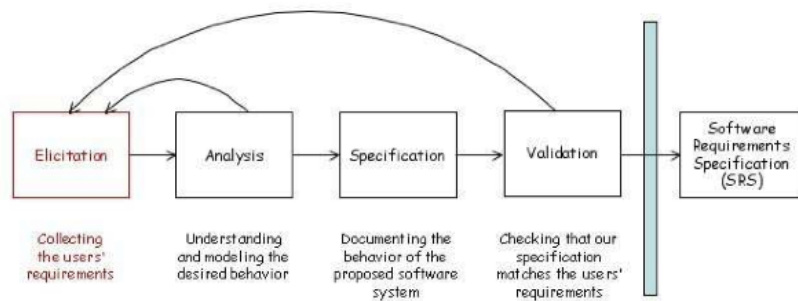 Elicitation
Analysis
Specification
Validation
Software
Requirements
Specification
(SRS)
Collecting
the users'
requirements
Understanding
and modeling the
desired behavior
Documenting the
behavior of the
proposed software
system
Checking that our
specification
matches the users'
requirements